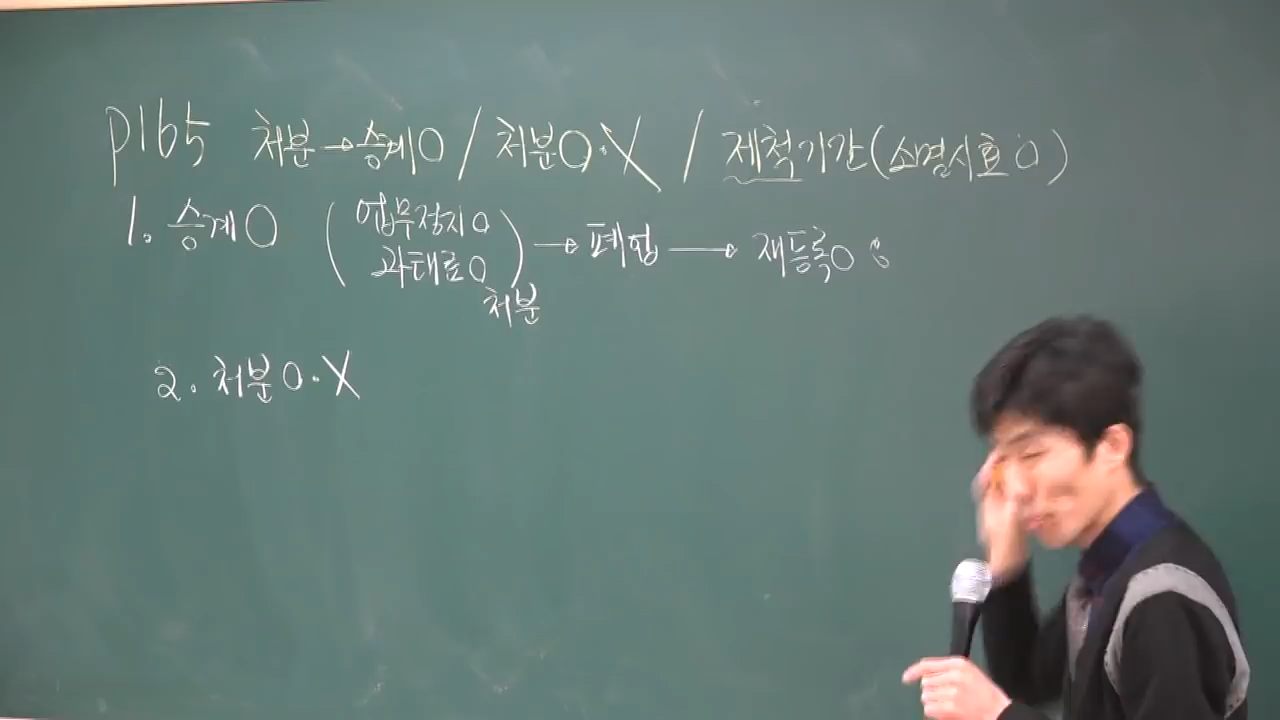 p165 처분→승계O / 처분O·X / 제척기간(소멸시효O)
1. 승계O (업무정지O 과태료O) 처분 → 폐업 → 재등록O :
2. 처분O·X